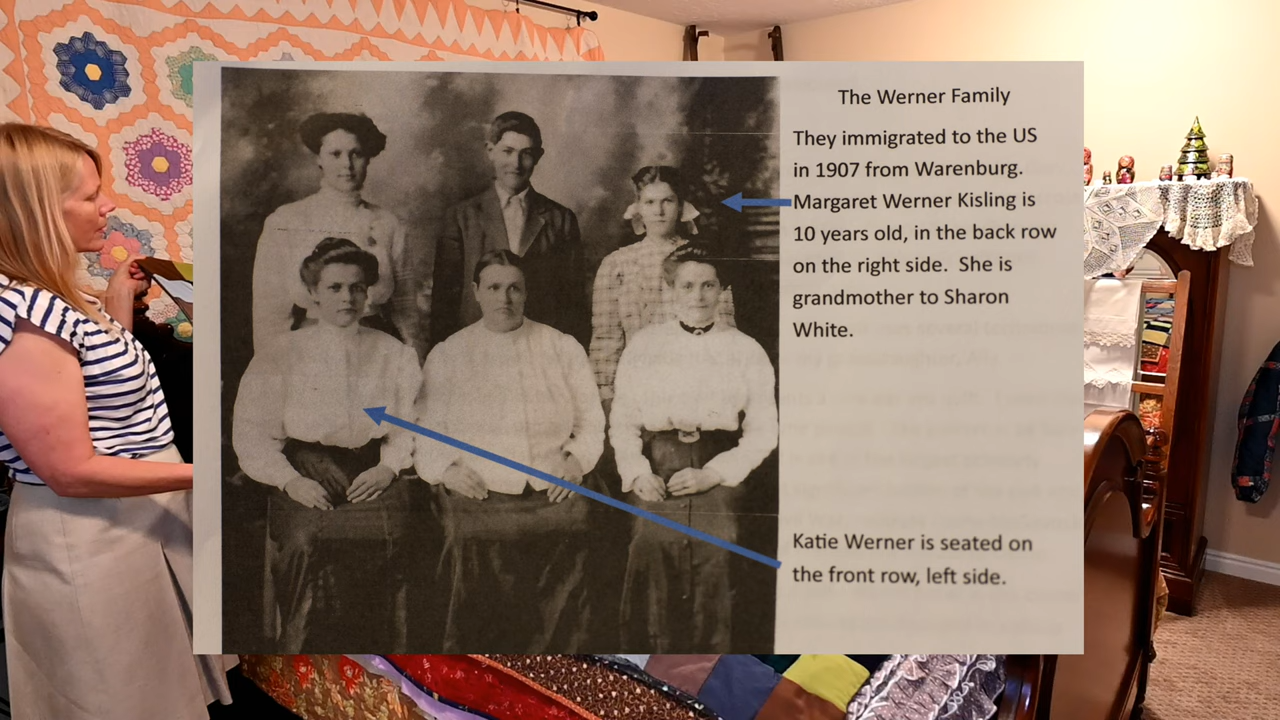 The Werner Family
They immigrated to the US
in 1907 from Warenburg.
Margaret Werner Kisling is
10 years old, in the back row
on the right side.  She is
grandmother to Sharon
White.
Katie Werner is seated on
the front row, left side.